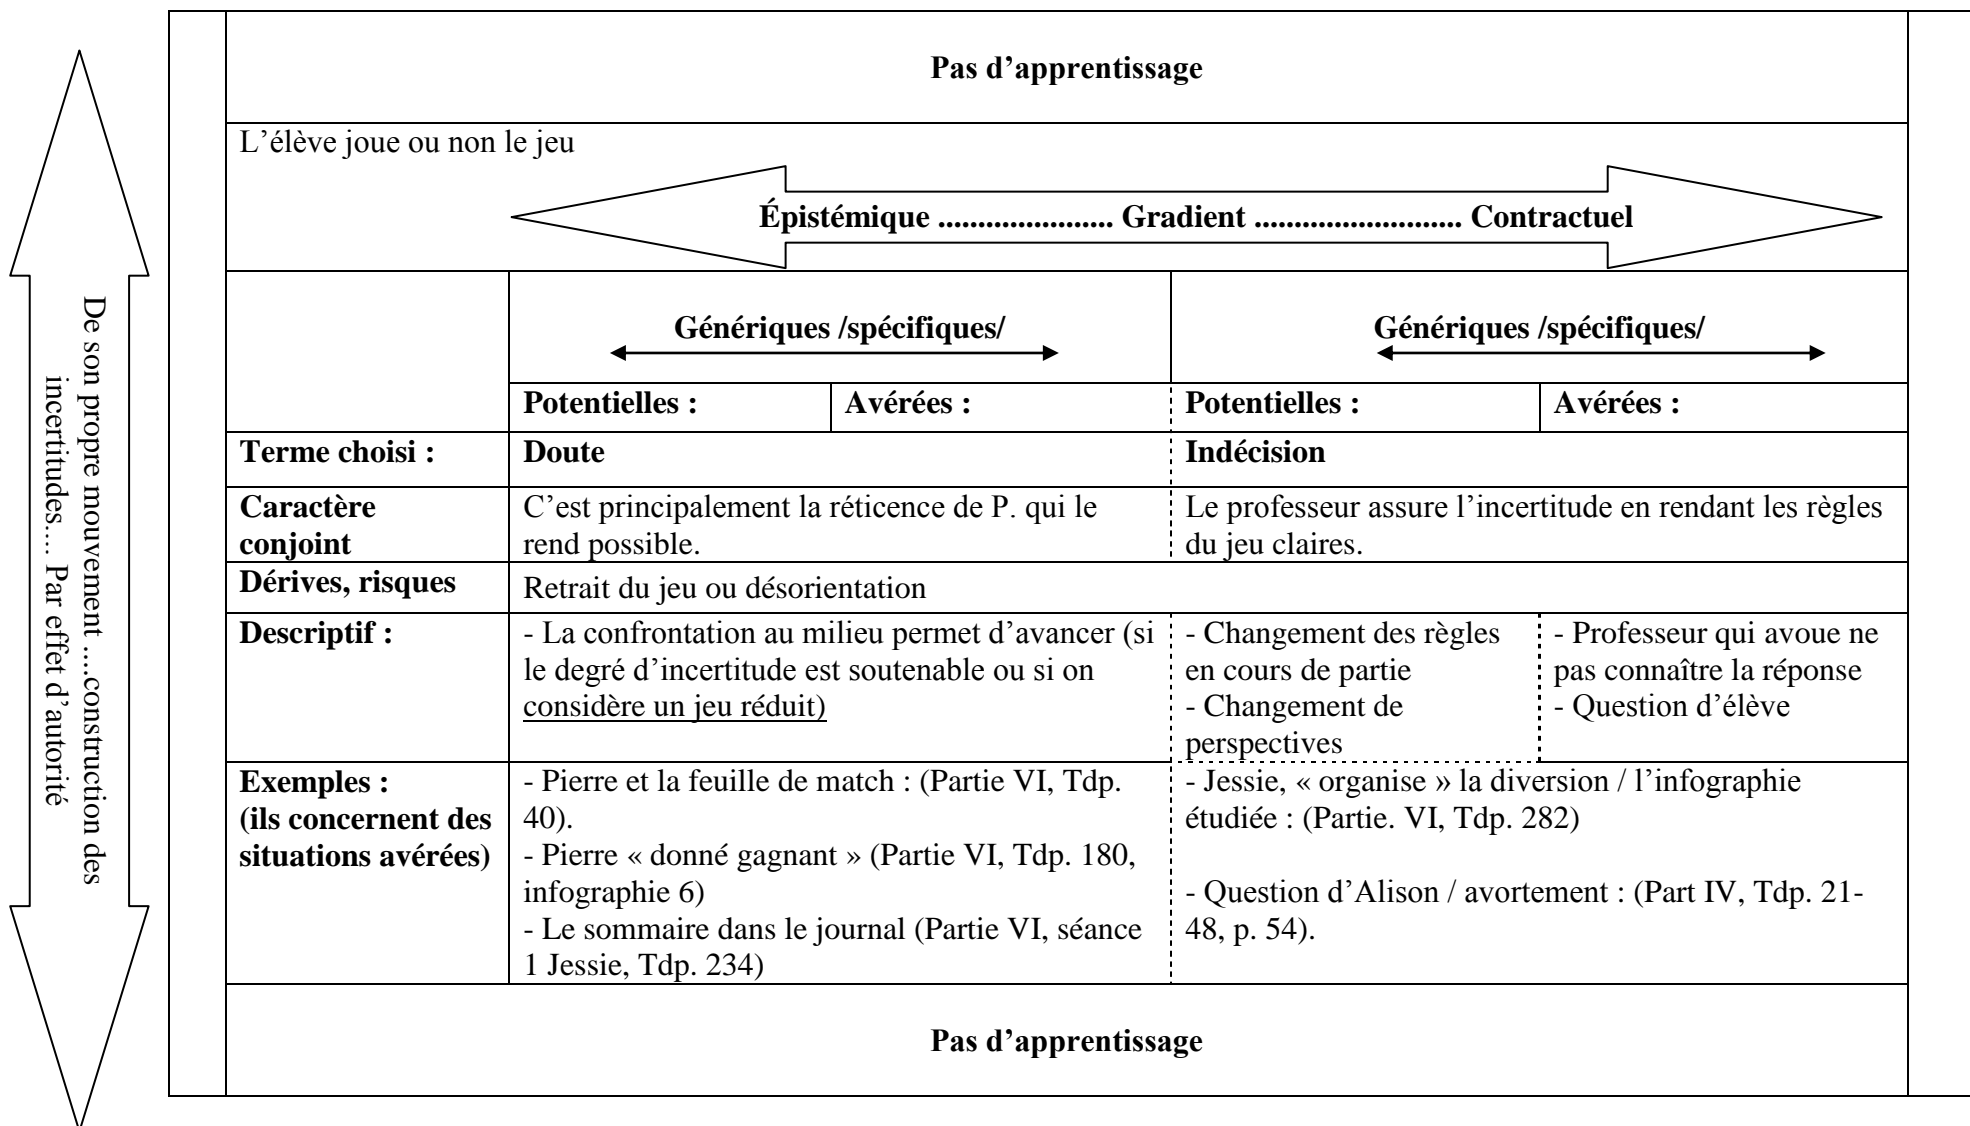 Pas d’apprentissage
L’élève joue ou non le jeu
Épistémique ...................... Gradient .......................... Contractuel
De son propre mouvement ....construction des
incertitudes.... Par effet d’autorité
Génériques /spécifiques/
Génériques /spécifiques/
Potentielles :
Avérées :
Potentielles :
Avérées :
Terme choisi :
Doute
Indécision
Caractère
conjoint
C’est principalement la réticence de P. qui le
rend possible.
Le professeur assure l’incertitude en rendant les règles
du jeu claires.
Dérives, risques
Retrait du jeu ou désorientation
Descriptif :
- La confrontation au milieu permet d’avancer (si
le degré d’incertitude est soutenable ou si on
considère un jeu réduit)
- Changement des règles
en cours de partie
- Changement de
perspectives
- Professeur qui avoue ne
pas connaître la réponse
- Question d’élève
Exemples :
(ils concernent des
situations avérées)
- Pierre et la feuille de match : (Partie VI, Tdp.
40).
- Pierre « donné gagnant » (Partie VI, Tdp. 180,
infographie 6)
- Le sommaire dans le journal (Partie VI, séance
1 Jessie, Tdp. 234)
- Jessie, « organise » la diversion / l’infographie
étudiée : (Partie. VI, Tdp. 282)
- Question d’Alison / avortement : (Part IV, Tdp. 21-
48, p. 54).
Pas d’apprentissage